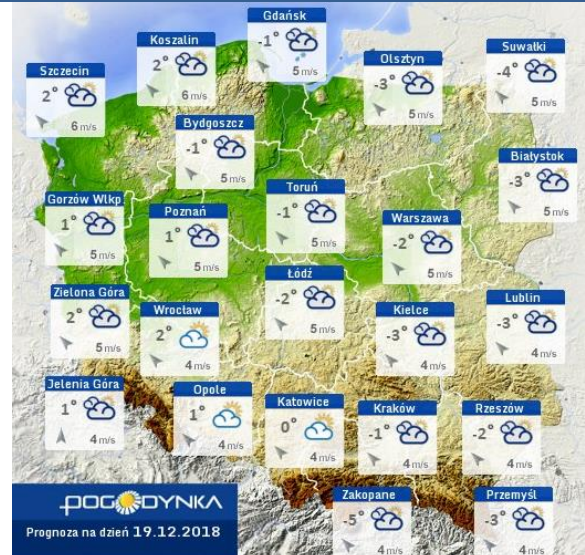 Gdańsk
-1°
5 m/s
Koszalin
2°
6 m/s
Suwałki
-4°
5 m/s
Olsztyn
-3°
5 m/s
Szczecin
2°
6 m/s
Bydgoszcz
-1°
5 m/s
Białystok
-3°
5 m/s
Toruń
-1°
5 m/s
Gorzów Wlkp
1°
5 m/s
Poznań
1°
5 m/s
Warszawa
-2°
5 m/s
Łódź
-2°
5 m/s
Zielona Góra
2°
5 m/s
Wrocław
2°
4 m/s
Kielce
-3°
4 m/s
Lublin
-3°
4 m/s
Jelenia Góra
1°
4 m/s
Opole
1°
4 m/s
Katowice
0°
4 m/s
Kraków
-1°
4 m/s
Rzeszów
-2°
4 m/s
Zakopane
-5°
4 m/s
Przemyśl
-3°
4 m/s
POGODYNKA
Prognoza na dzień 19.12.2018